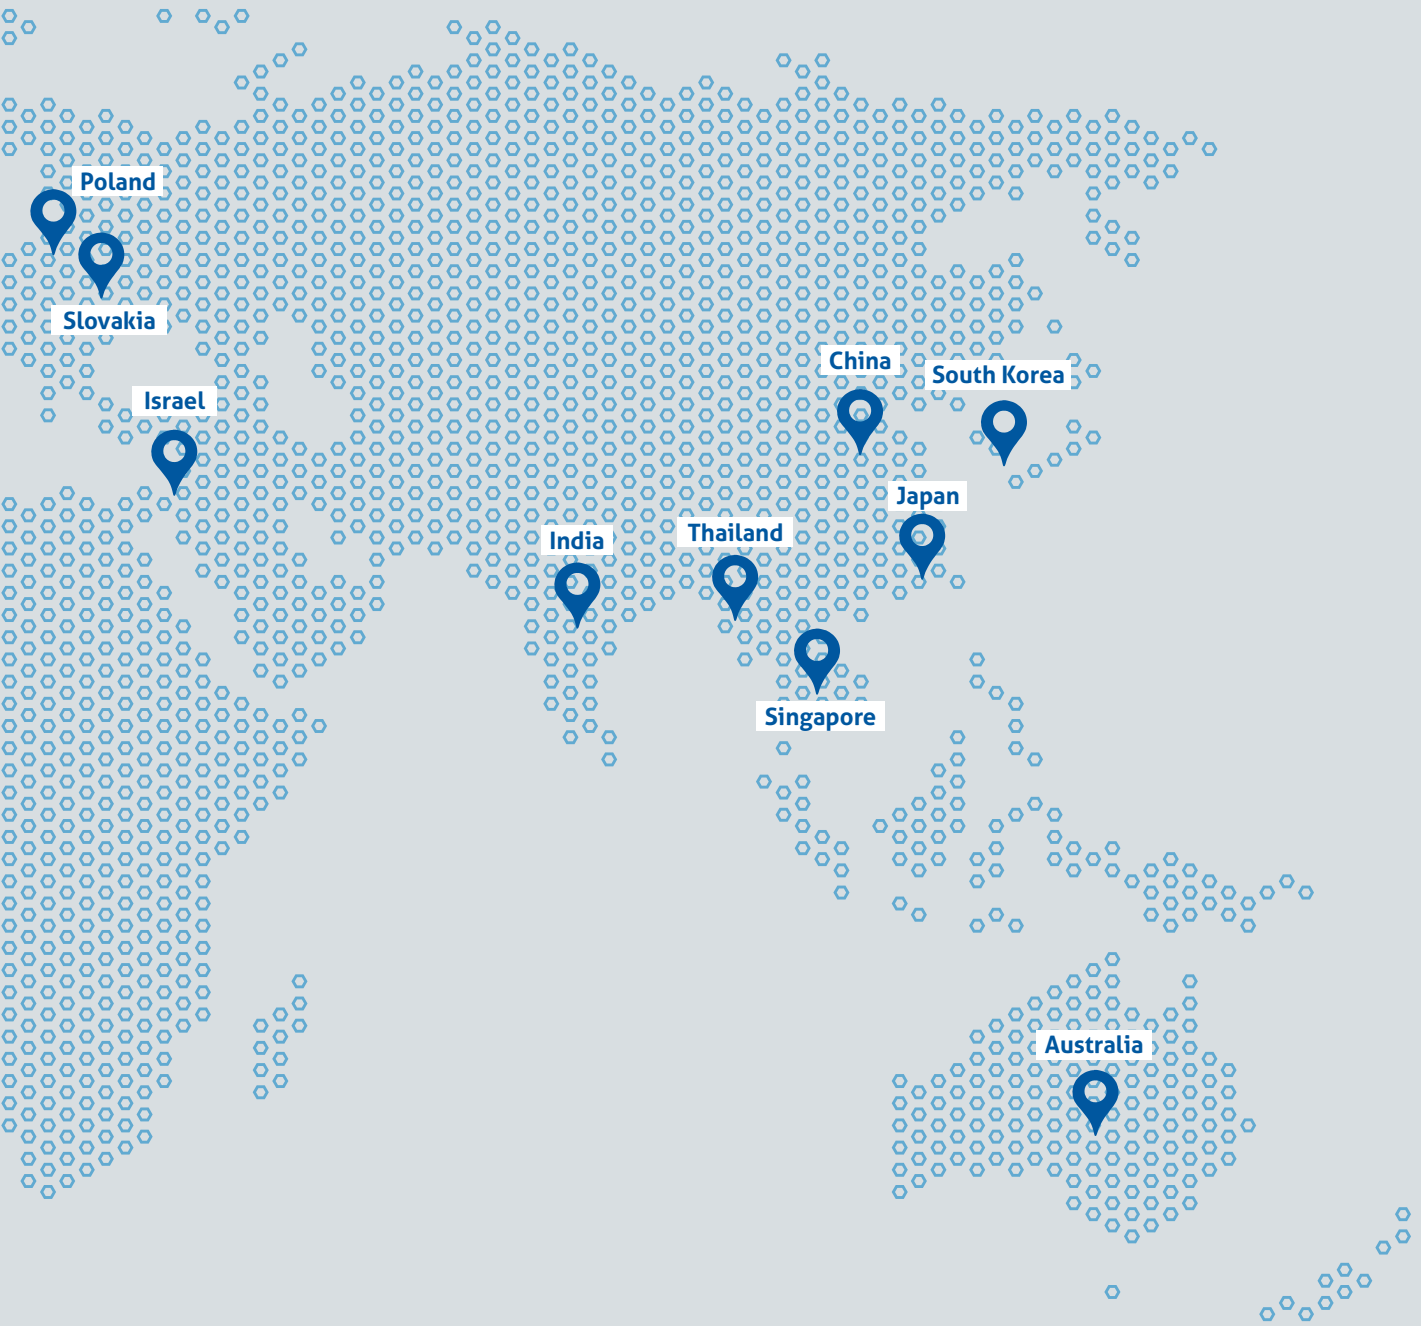 Poland
Slovakia
China
South Korea
Israel
Japan
Thailand
India
Singapore
Australia